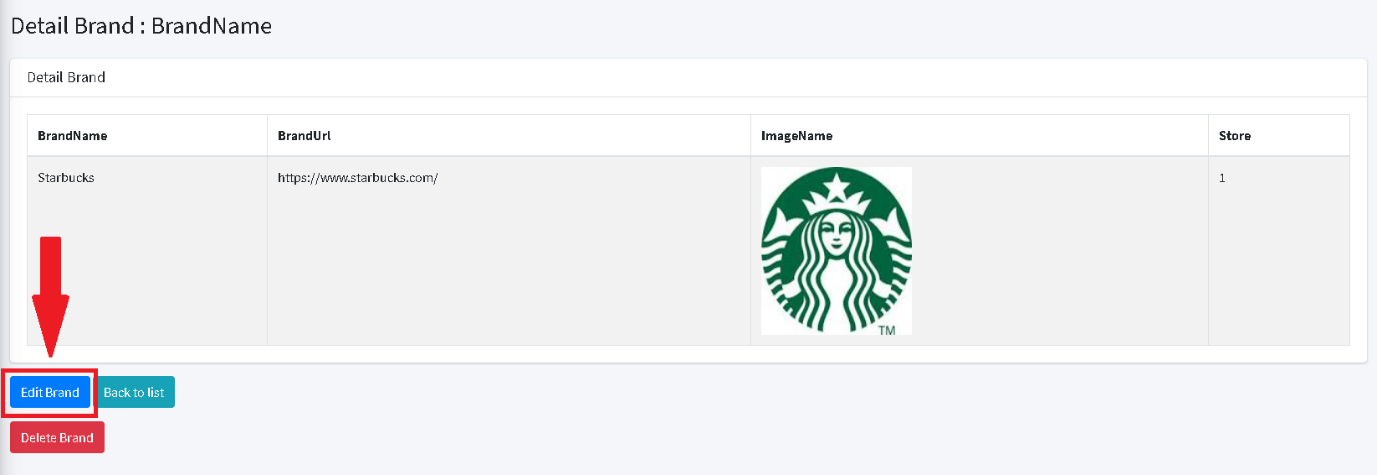 Detail Brand : BrandName
Detail Brand
BrandName BrandUrl ImageName Store
Starbucks https://www.starbucks.com/ 1
TM
Edit Brand Back to list
Delete Brand